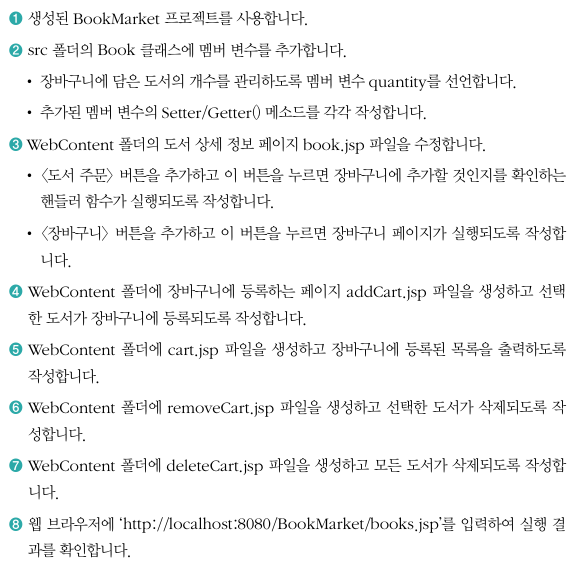 ❶ 생성된 BookMarket 프로젝트를 사용합니다.
❷ src 폴더의 Book 클래스에 멤버 변수를 추가합니다.
• 장바구니에 담은 도서의 개수를 관리하도록 멤버 변수 quantity를 선언합니다.
• 추가된 멤버 변수의 Setter/Getter() 메소드를 각각 작성합니다.
❸ WebContent 폴더의 도서 상세 정보 페이지 book.jsp 파일을 수정합니다.
• 〈도서 주문〉 버튼을 추가하고 이 버튼을 누르면 장바구니에 추가할 것인지를 확인하는
핸들러 함수가 실행되도록 작성합니다.
• 〈장바구니〉 버튼을 추가하고 이 버튼을 누르면 장바구니 페이지가 실행되도록 작성합
니다.
❹ WebContent 폴더에 장바구니에 등록하는 페이지 addCart.jsp 파일을 생성하고 선택
한 도서가 장바구니에 등록되도록 작성합니다.
❺ WebContent 폴더에 cart.jsp 파일을 생성하고 장바구니에 등록된 목록을 출력하도록
작성합니다.
❻ WebContent 폴더에 removeCart.jsp 파일을 생성하고 선택한 도서가 삭제되도록 작
성합니다.
❼ WebContent 폴더에 deleteCart.jsp 파일을 생성하고 모든 도서가 삭제되도록 작성합
니다.
❽ 웹 브라우저에 ‘http://localhost:8080/BookMarket/books.jsp’를 입력하여 실행 결
과를 확인합니다.